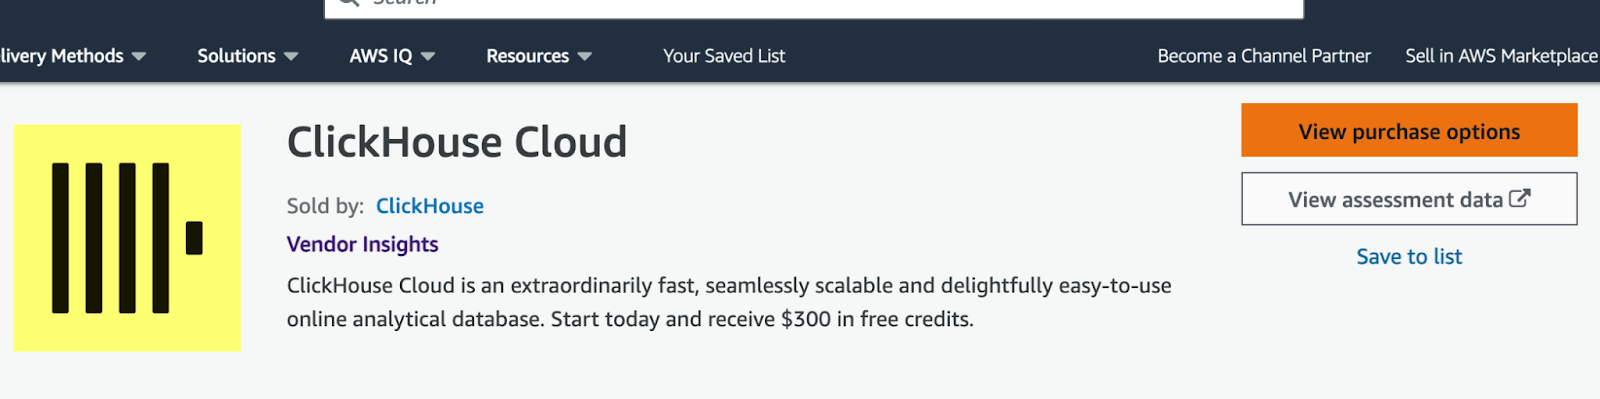 Search
livery Methods
Solutions
AWS IQ
Resources
Your Saved List
Become a Channel Partner
Sell in AWS Marketplace
ClickHouse Cloud
View purchase options
Sold by: ClickHouse
View assessment data
Vendor Insights
Save to list
ClickHouse Cloud is an extraordinarily fast, seamlessly scalable and delightfully easy-to-use
online analytical database. Start today and receive $300 in free credits.